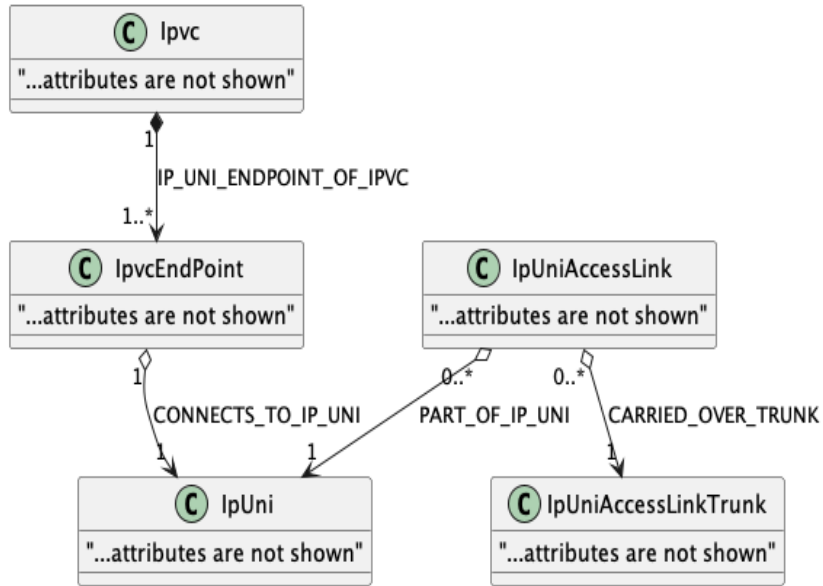 C Ipvc
"...attributes are not shown"
1
IP_UNI_ENDPOINT_OF_IPVC
1..*
C IpvcEndPoint
"...attributes are not shown"
C IpUniAccessLink
"...attributes are not shown"
1
0..*
0..*
CONNECTS_TO_IP_UNI
PART_OF_IP_UNI
CARRIED_OVER_TRUNK
1
1
1
C IpUni
"...attributes are not shown"
C IpUniAccessLinkTrunk
"...attributes are not shown"